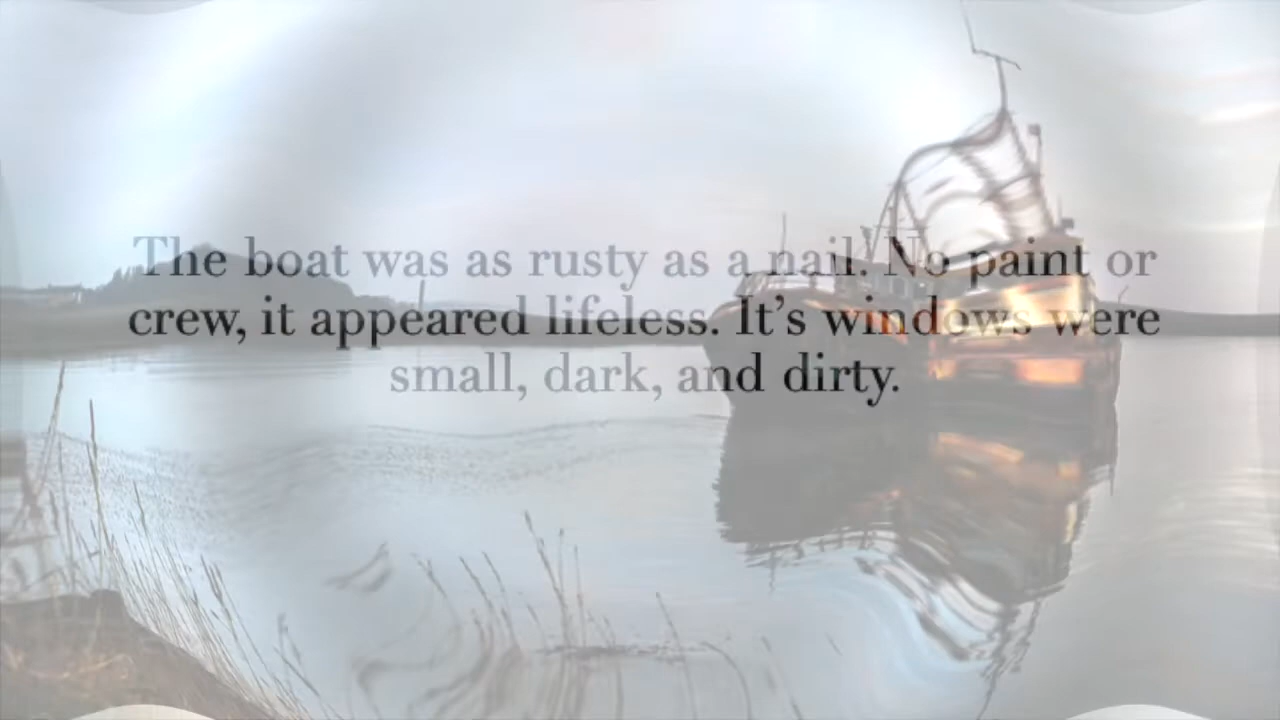 The boat was as rusty as a nail. No paint or
crew, it appeared lifeless. It’s windows were
small, dark, and dirty.